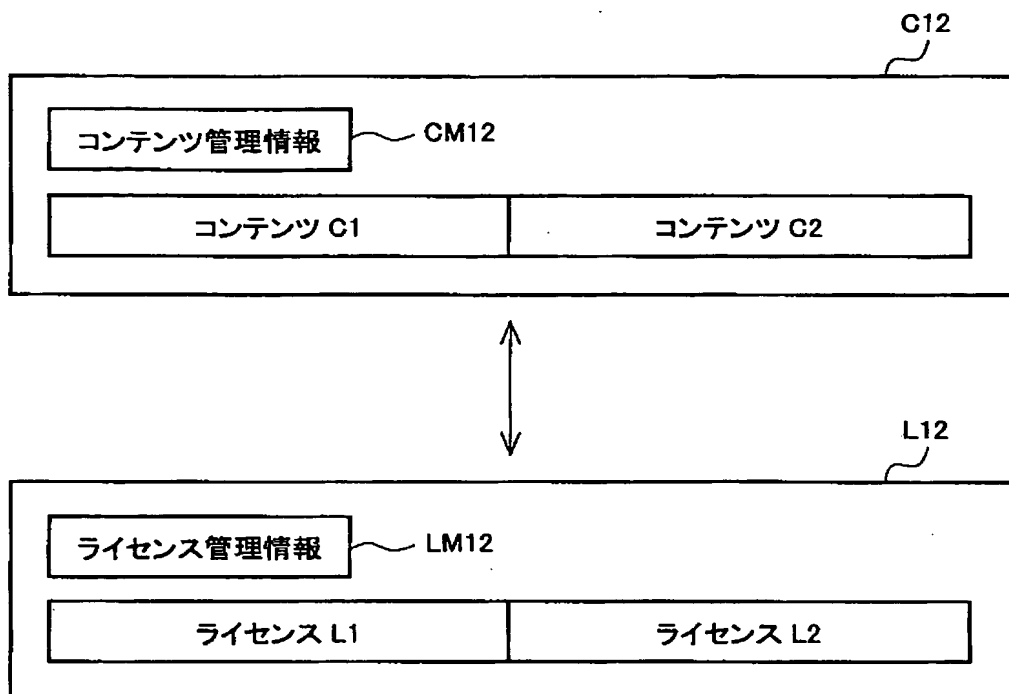 C12
コンテンツ管理情報 CM12
コンテンツ C1 コンテンツ C2
L12
ライセンス管理情報 LM12
ライセンス L1 ライセンス L2